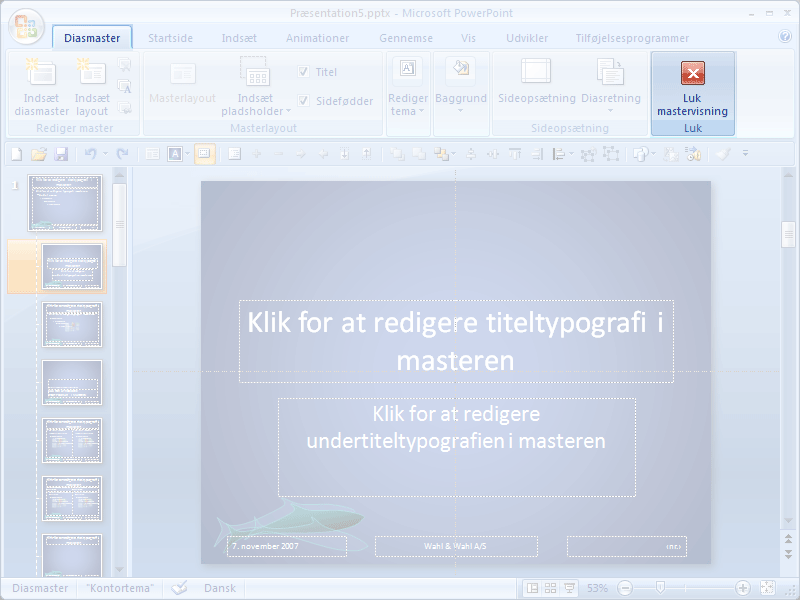 Præsentation5.pptx - Microsoft PowerPoint
Diasmaster Startside Indsæt Animationer Gennemse Vis Udvikler Tilføjelsesprogrammer
Indsæt diasmaster
Indsæt layout
Rediger master
Masterlayout
Indsæt pladsholder
Titel
Sidefødder
Masterlayout
Rediger tema
Baggrund
Sideopsætning
Diasretning
Sideopsætning
Luk
mastervisning
Luk
1
Klik for at redigere titeltypografi i
masteren
Klik for at redigere
undertiteltypografien i masteren
7. november 2007
Wahl & Wahl A/S
‹nr.›
Diasmaster "Kontortema" Dansk 53%